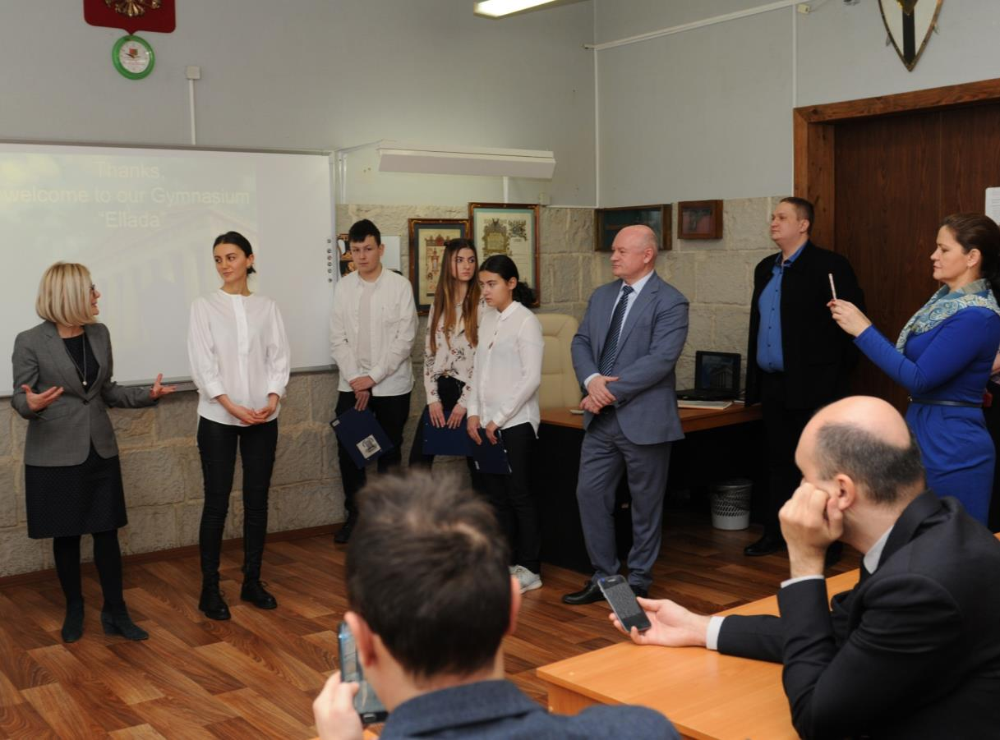 Thanks,
welcome to our Gymnasium
"Ellada"